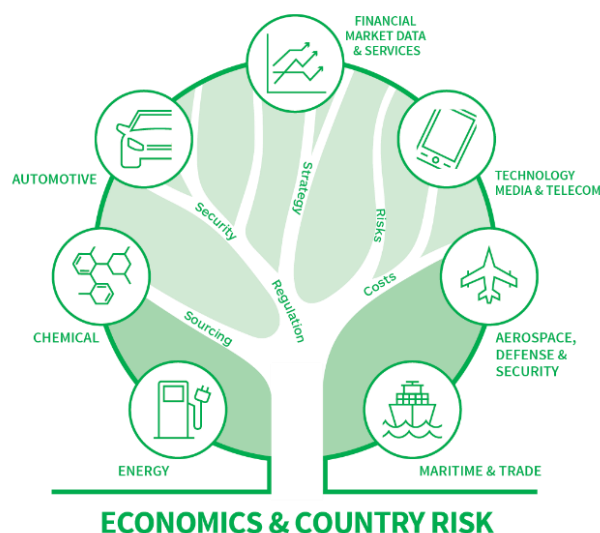 FINANCIAL
MARKET DATA
& SERVICES
AUTOMOTIVE
TECHNOLOGY
MEDIA & TELECOM
Strategy
Security
Risks
Regulation
Costs
Sourcing
CHEMICAL
AEROSPACE,
DEFENSE &
SECURITY
ENERGY
MARITIME & TRADE
ECONOMICS & COUNTRY RISK